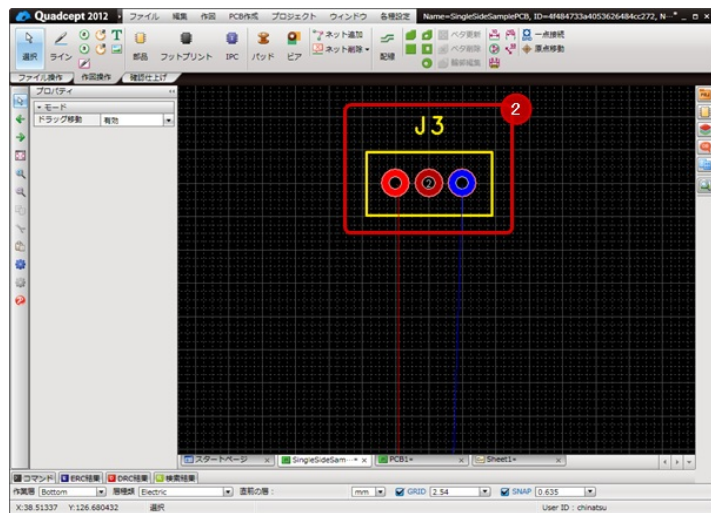 Quadcept 2012 ファイル 編集 作図 PCB作成 プロジェクト ウィンドウ 各種設定 Name=SingleSideSamplePCB, ID=4f484733a4053626484cc272, N…*
選択 ライン 部品 フットプリント IPC パッド ビア ネット追加 ネット削除 配線 ベタ更新 ベタ削除 一点接続 原点移動
ファイル操作 作図操作 確認仕上げ
プロパティ
モード
ドラッグ移動 有効
2
J3
2
スタートページ SingleSideSam…* PCB1* Sheet1*
コマンド ERC結果 DRC結果 検索結果
作業層 Bottom 層種類 Electric 直前の層: mm GRID 2.54 SNAP 0.635
X:38.51337 Y:126.680432 選択 User ID : chinatsu